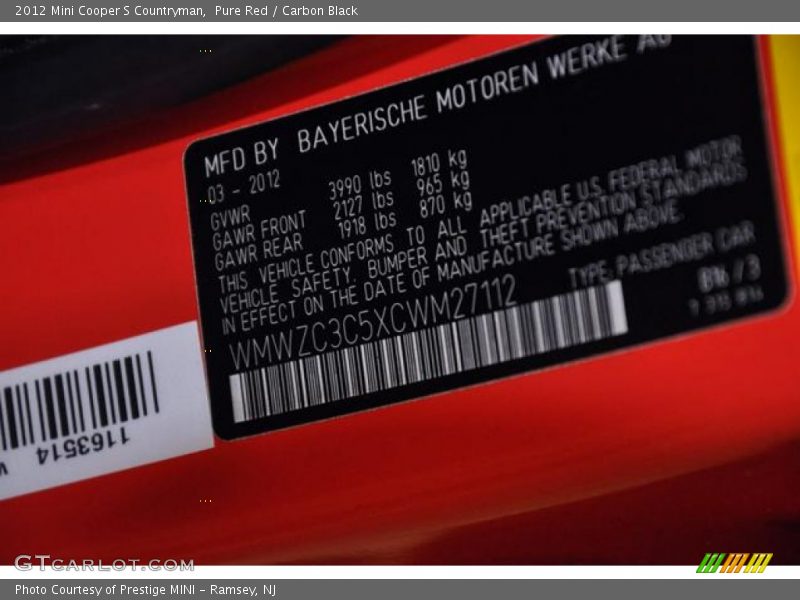 2012 Mini Cooper S Countryman,  Pure Red / Carbon Black
MFD BY BAYERISCHE MOTOREN WERKE AG
03 - 2012
GVWR 3990 lbs 1810 kg
GAWR FRONT 2127 lbs 965 kg
GAWR REAR 1918 lbs 870 kg
THIS VEHICLE CONFORMS TO ALL APPLICABLE U.S. FEDERAL MOTOR
VEHICLE SAFETY, BUMPER AND THEFT PREVENTION STANDARDS
IN EFFECT ON THE DATE OF MANUFACTURE SHOWN ABOVE.
TYPE: PASSENGER CAR
WMWZC3C5XCWM27112
1163514
GTCARLOT.COM
Photo Courtesy of Prestige MINI - Ramsey, NJ